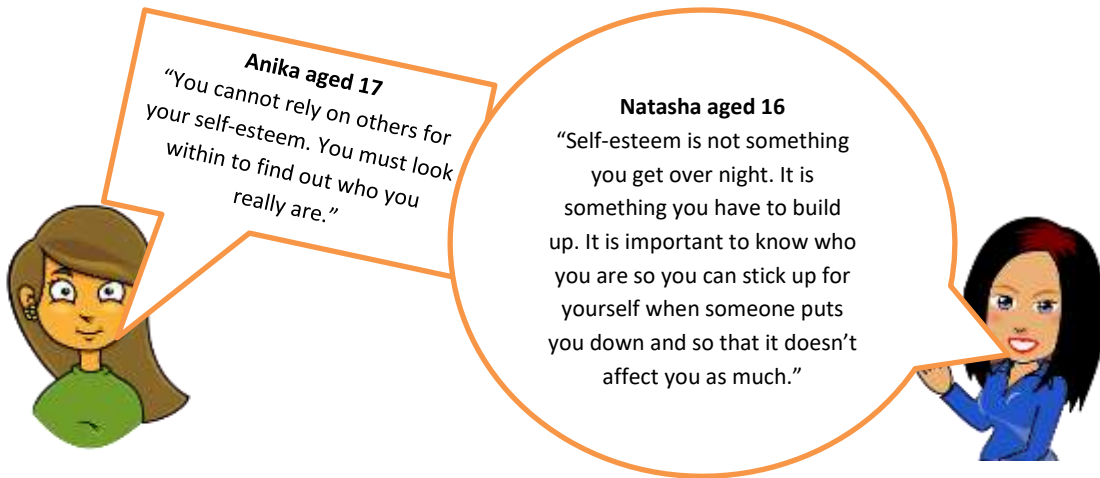 Anika aged 17
“You cannot rely on others for
your self-esteem. You must look
within to find out who you
really are.”
Natasha aged 16
“Self-esteem is not something
you get over night. It is
something you have to build
up. It is important to know who
you are so you can stick up for
yourself when someone puts
you down and so that it doesn’t
affect you as much.”